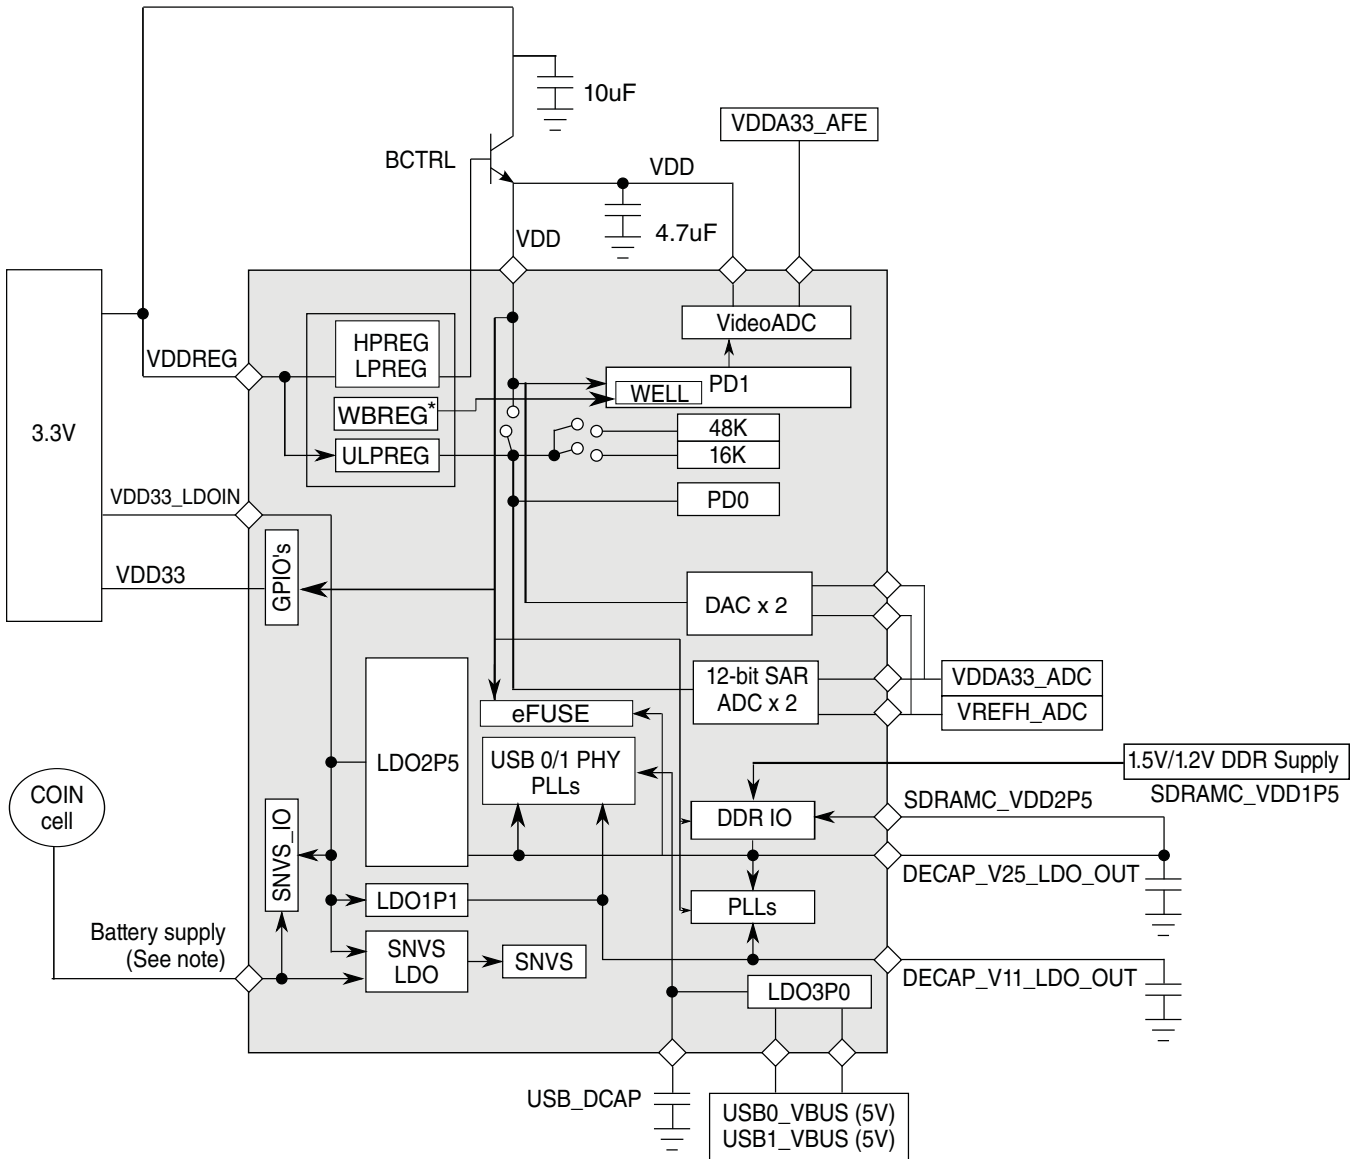 10uF
VDDA33_AFE
BCTRL
VDD
4.7uF
VDD
VideoADC
HPREG
LPREG
VDDREG
PD1
WELL
WBREG*
3.3V
48K
ULPREG
16K
VDD33_LDOIN
PD0
GPIO's
VDD33
DAC x 2
12-bit SAR
ADC x 2
VDDA33_ADC
VREFH_ADC
eFUSE
LDO2P5
USB 0/1 PHY
PLLs
1.5V/1.2V DDR Supply
SDRAMC_VDD1P5
COIN
cell
SDRAMC_VDD2P5
DDR IO
SNVS_IO
DECAP_V25_LDO_OUT
LDO1P1
PLLs
Battery supply
(See note)
SNVS
LDO
SNVS
DECAP_V11_LDO_OUT
LDO3P0
USB_DCAP
USB0_VBUS (5V)
USB1_VBUS (5V)